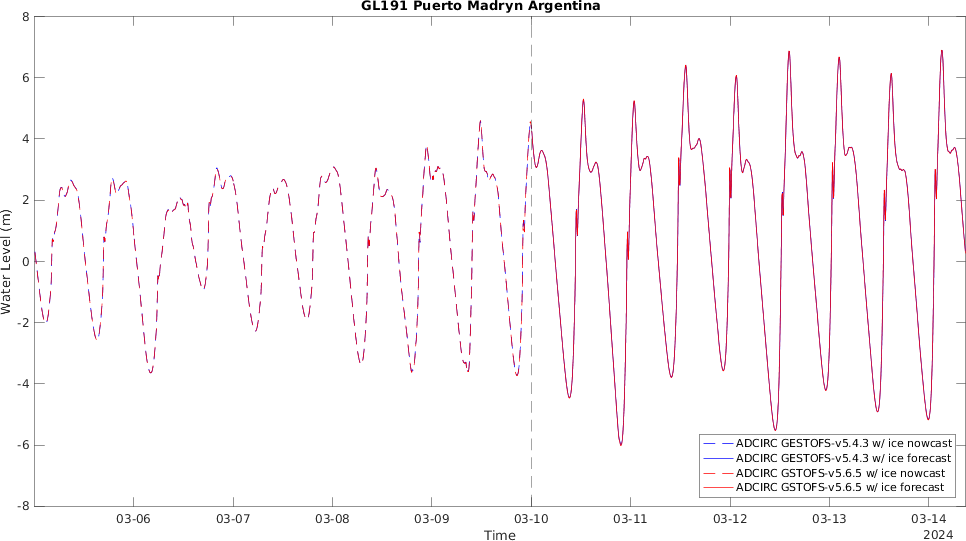 GL191 Puerto Madryn Argentina
8
6
4
2
0
-2
-4
-6
-8
Water Level (m)
ADCIRC GESTOFS-v5.4.3 w/ ice nowcast
ADCIRC GESTOFS-v5.4.3 w/ ice forecast
ADCIRC GSTOFS-v5.6.5 w/ ice nowcast
ADCIRC GSTOFS-v5.6.5 w/ ice forecast
03-06 03-07 03-08 03-09 03-10 03-11 03-12 03-13 03-14
Time
2024